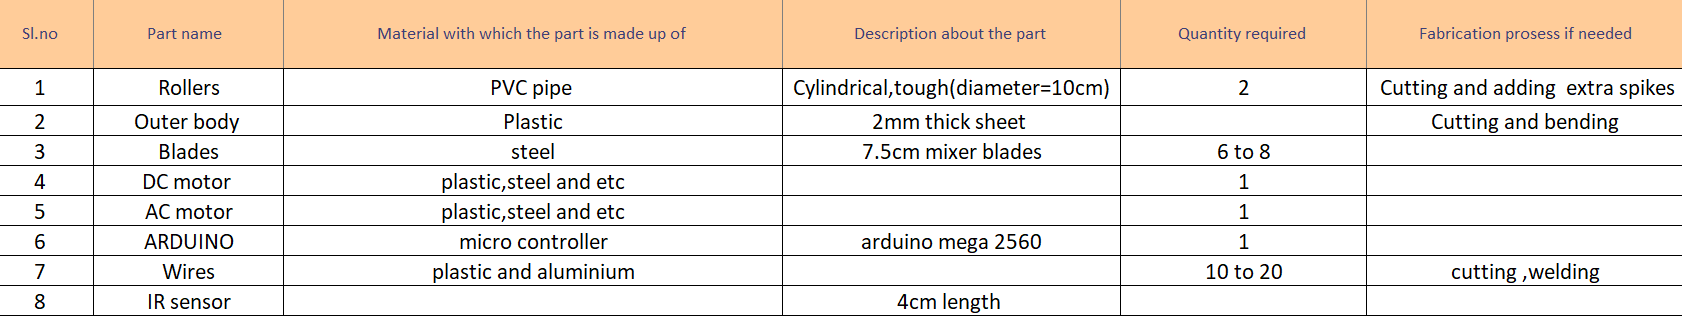 Sl.no Part name Material with which the part is made up of Description about the part Quantity required Fabrication prosess if needed
1 Rollers PVC pipe Cylindrical,tough(diameter=10cm) 2 Cutting and adding extra spikes
2 Outer body Plastic 2mm thick sheet Cutting and bending
3 Blades steel 7.5cm mixer blades 6 to 8
4 DC motor plastic,steel and etc 1
5 AC motor plastic,steel and etc 1
6 ARDUINO micro controller arduino mega 2560 1
7 Wires plastic and aluminium 10 to 20 cutting ,welding
8 IR sensor 4cm length